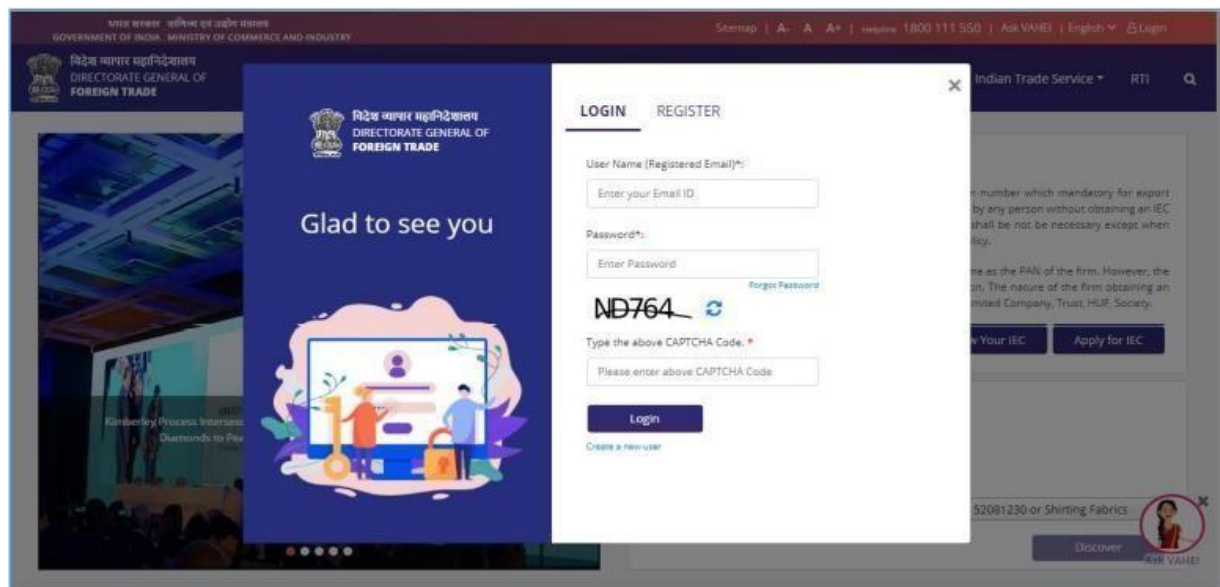 भारत सरकार वाणिज्य एवं उद्योग मंत्रालय
GOVERNMENT OF INDIA MINISTRY OF COMMERCE AND INDUSTRY
Sitemap | A- A A+ | Helpline 1800 111 550 | Ask VAHEI | English Login
विदेश व्यापार महानिदेशालय
DIRECTORATE GENERAL OF
FOREIGN TRADE
Indian Trade Service RTI
विदेश व्यापार महानिदेशालय
DIRECTORATE GENERAL OF
FOREIGN TRADE
Glad to see you
×
LOGIN REGISTER
User Name (Registered Email)*:
Enter your Email ID
Password*:
Enter Password
Forgot Password
ND764
Type the above CAPTCHA Code. *
Please enter above CAPTCHA Code
Login
Create a new user
number which mandatory for export
by any person without obtaining an IEC
shall be not be necessary except when
me as the PAN of the firm. However, the
The nature of the firm obtaining an
Company, Trust, HUF, Society.
Your IEC
Apply for IEC
Kimberley Process
Diamonds to
52081230 or Shirting Fabrics
Discover
Ask VAHEI